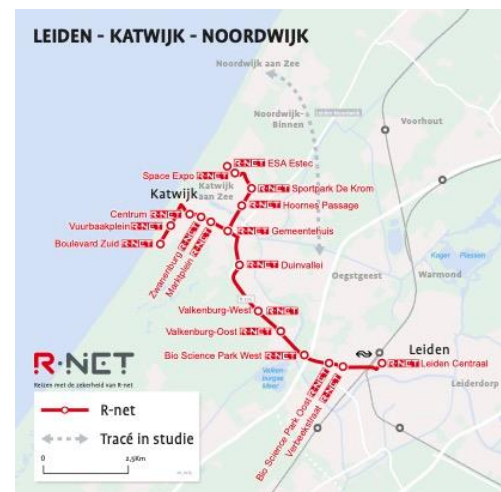 LEIDEN - KATWIJK - NOORDWIJK
Noordwijk aan Zee
Noordwijk-
Binnen
Voorhout
R-NET ESA Estec
Space Expo R-NET
Katwijk
Katwijk
aan Zee
R-NET Sportpark De Krom
Centrum R-NET
R-NET Hoornes Passage
Vuurbaakplein R-NET
R-NET Gemeentehuis
Boulevard Zuid R-NET
Zwanenburg R-NET
Marktplein R-NET
R-NET Duinvallei
Kager Plassen
Oegstgeest
Warmond
Valkenburg-West R-NET
Valkenburg-Oost R-NET
Bio Science Park West R-NET
Leiden
R-NET Leiden Centraal
Valken-
burgse
Meer
Leiderdorp
Bio Science Park Oost R-NET
Verbeekstraat R-NET
R·NET
Reizen met de zekerheid van R-net
R-net
Tracé in studie
0
2,5Km